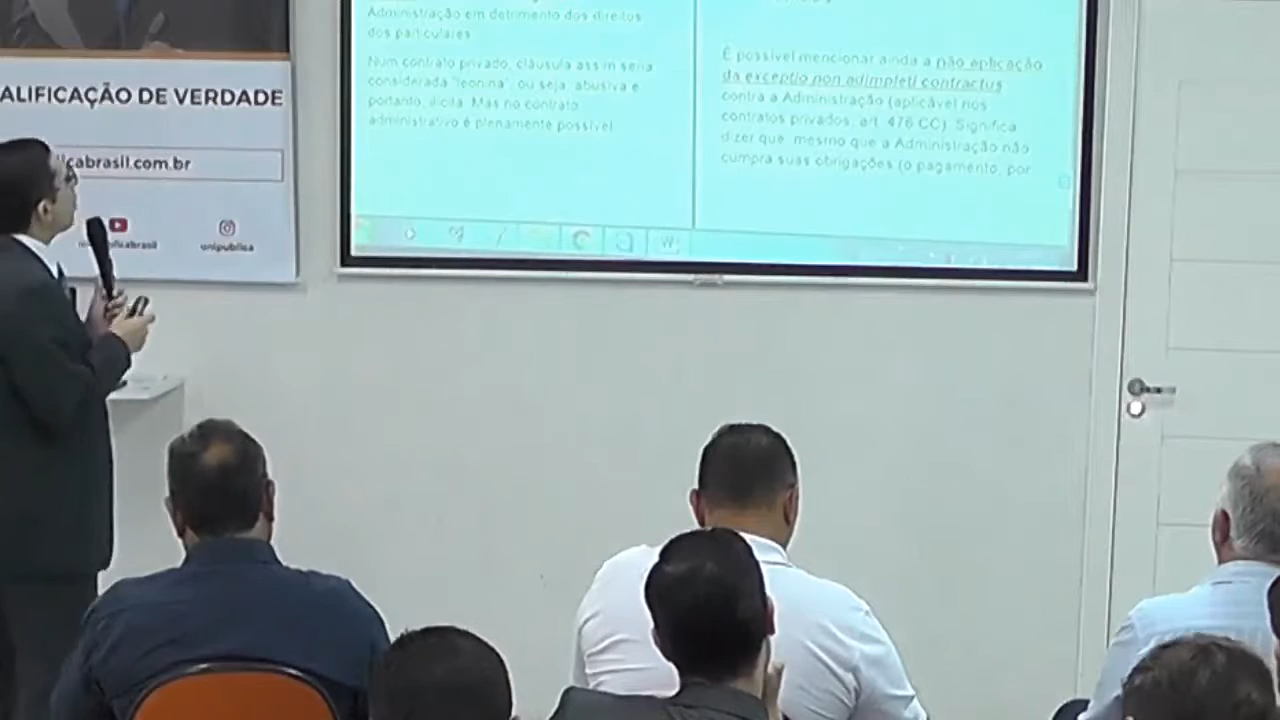 ALIFICAÇÃO DE VERDADE
icabrasil.com.br
unipublica
Administração em detrimento dos direitos
dos particulares
Num contrato privado, cláusula assim seria
considerada "leonina", ou seja, abusiva e
portanto, ilícita. Mas no contrato
administrativo é plenamente possível
É possível mencionar ainda a não aplicação
da exceptio non adimpleti contractus
contra a Administração (aplicável nos
contratos privados, art. 476 CC). Significa
dizer que, mesmo que a Administração não
cumpra suas obrigações (o pagamento, por